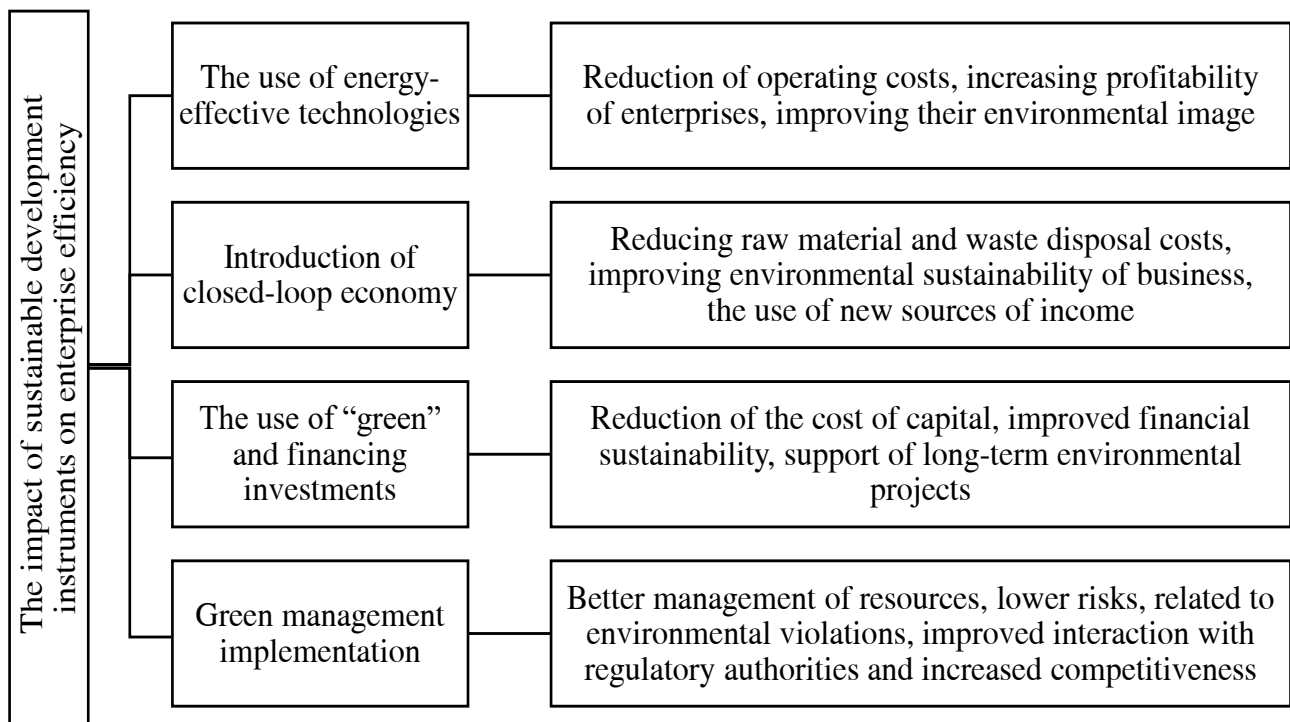 The impact of sustainable development
instruments on enterprise efficiency
The use of energy-
effective technologies
Reduction of operating costs, increasing profitability
of enterprises, improving their environmental image
Introduction of
closed-loop economy
Reducing raw material and waste disposal costs,
improving environmental sustainability of business,
the use of new sources of income
The use of “green”
and financing
investments
Reduction of the cost of capital, improved financial
sustainability, support of long-term environmental
projects
Green management
implementation
Better management of resources, lower risks, related to
environmental violations, improved interaction with
regulatory authorities and increased competitiveness